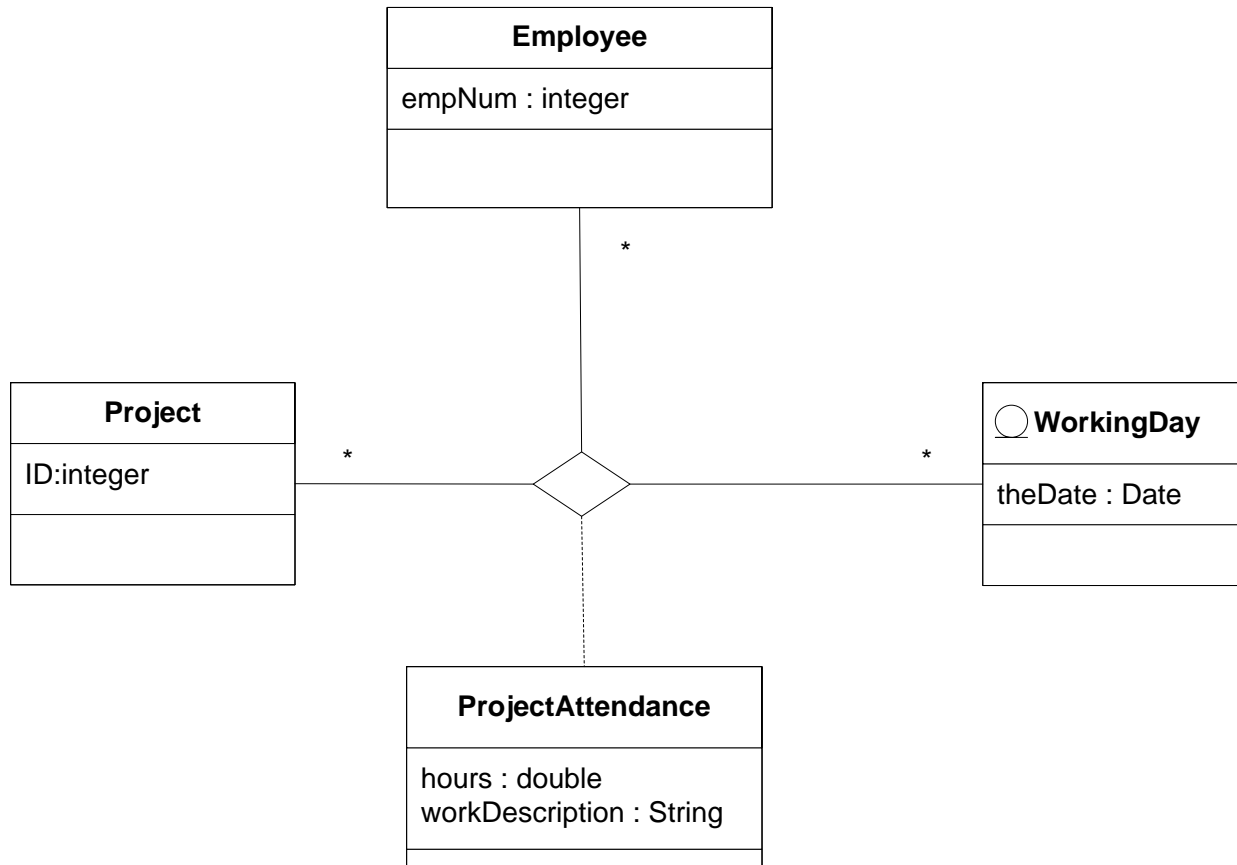 Employee
empNum : integer
*
Project
ID:integer
*
*
WorkingDay
theDate : Date
ProjectAttendance
hours : double
workDescription : String